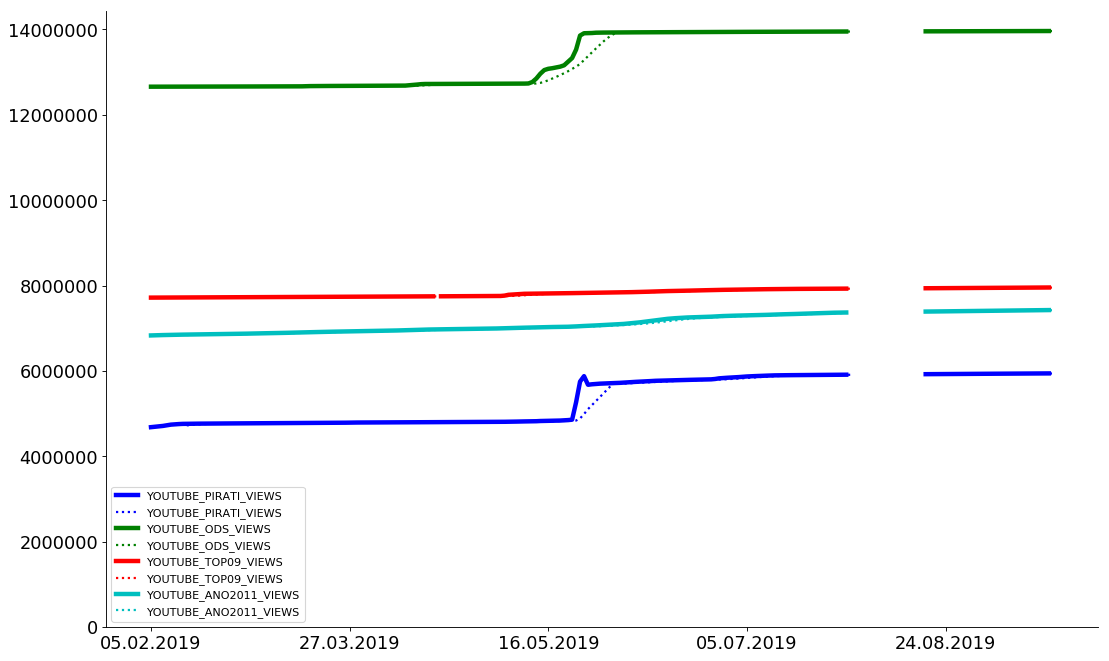 14000000
12000000
10000000
8000000
6000000
4000000
2000000
0
YOUTUBE_PIRATI_VIEWS
YOUTUBE_PIRATI_VIEWS
YOUTUBE_ODS_VIEWS
YOUTUBE_ODS_VIEWS
YOUTUBE_TOP09_VIEWS
YOUTUBE_TOP09_VIEWS
YOUTUBE_ANO2011_VIEWS
YOUTUBE_ANO2011_VIEWS
05.02.2019 27.03.2019 16.05.2019 05.07.2019 24.08.2019